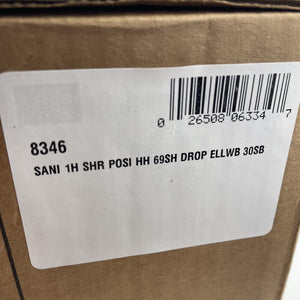 0 26508 06334 7
8346
SANI 1H SHR POSI HH 69SH DROP ELLWB 30SB